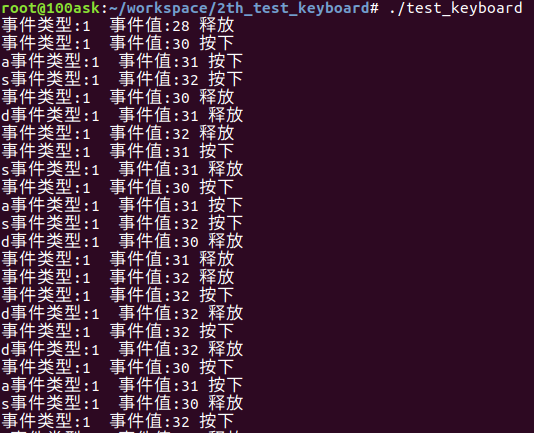 root@100ask:~/workspace/2th_test_keyboard# ./test_keyboard
事件类型:1  事件值:28 释放
事件类型:1  事件值:30 按下
a事件类型:1  事件值:31 按下
s事件类型:1  事件值:32 按下
事件类型:1  事件值:30 释放
d事件类型:1  事件值:31 释放
事件类型:1  事件值:32 释放
事件类型:1  事件值:31 按下
s事件类型:1  事件值:31 释放
事件类型:1  事件值:30 按下
a事件类型:1  事件值:31 按下
s事件类型:1  事件值:32 按下
d事件类型:1  事件值:30 释放
事件类型:1  事件值:31 释放
事件类型:1  事件值:32 释放
事件类型:1  事件值:32 按下
d事件类型:1  事件值:32 释放
事件类型:1  事件值:32 按下
d事件类型:1  事件值:32 释放
事件类型:1  事件值:30 按下
a事件类型:1  事件值:31 按下
s事件类型:1  事件值:30 释放
事件类型:1  事件值:32 按下